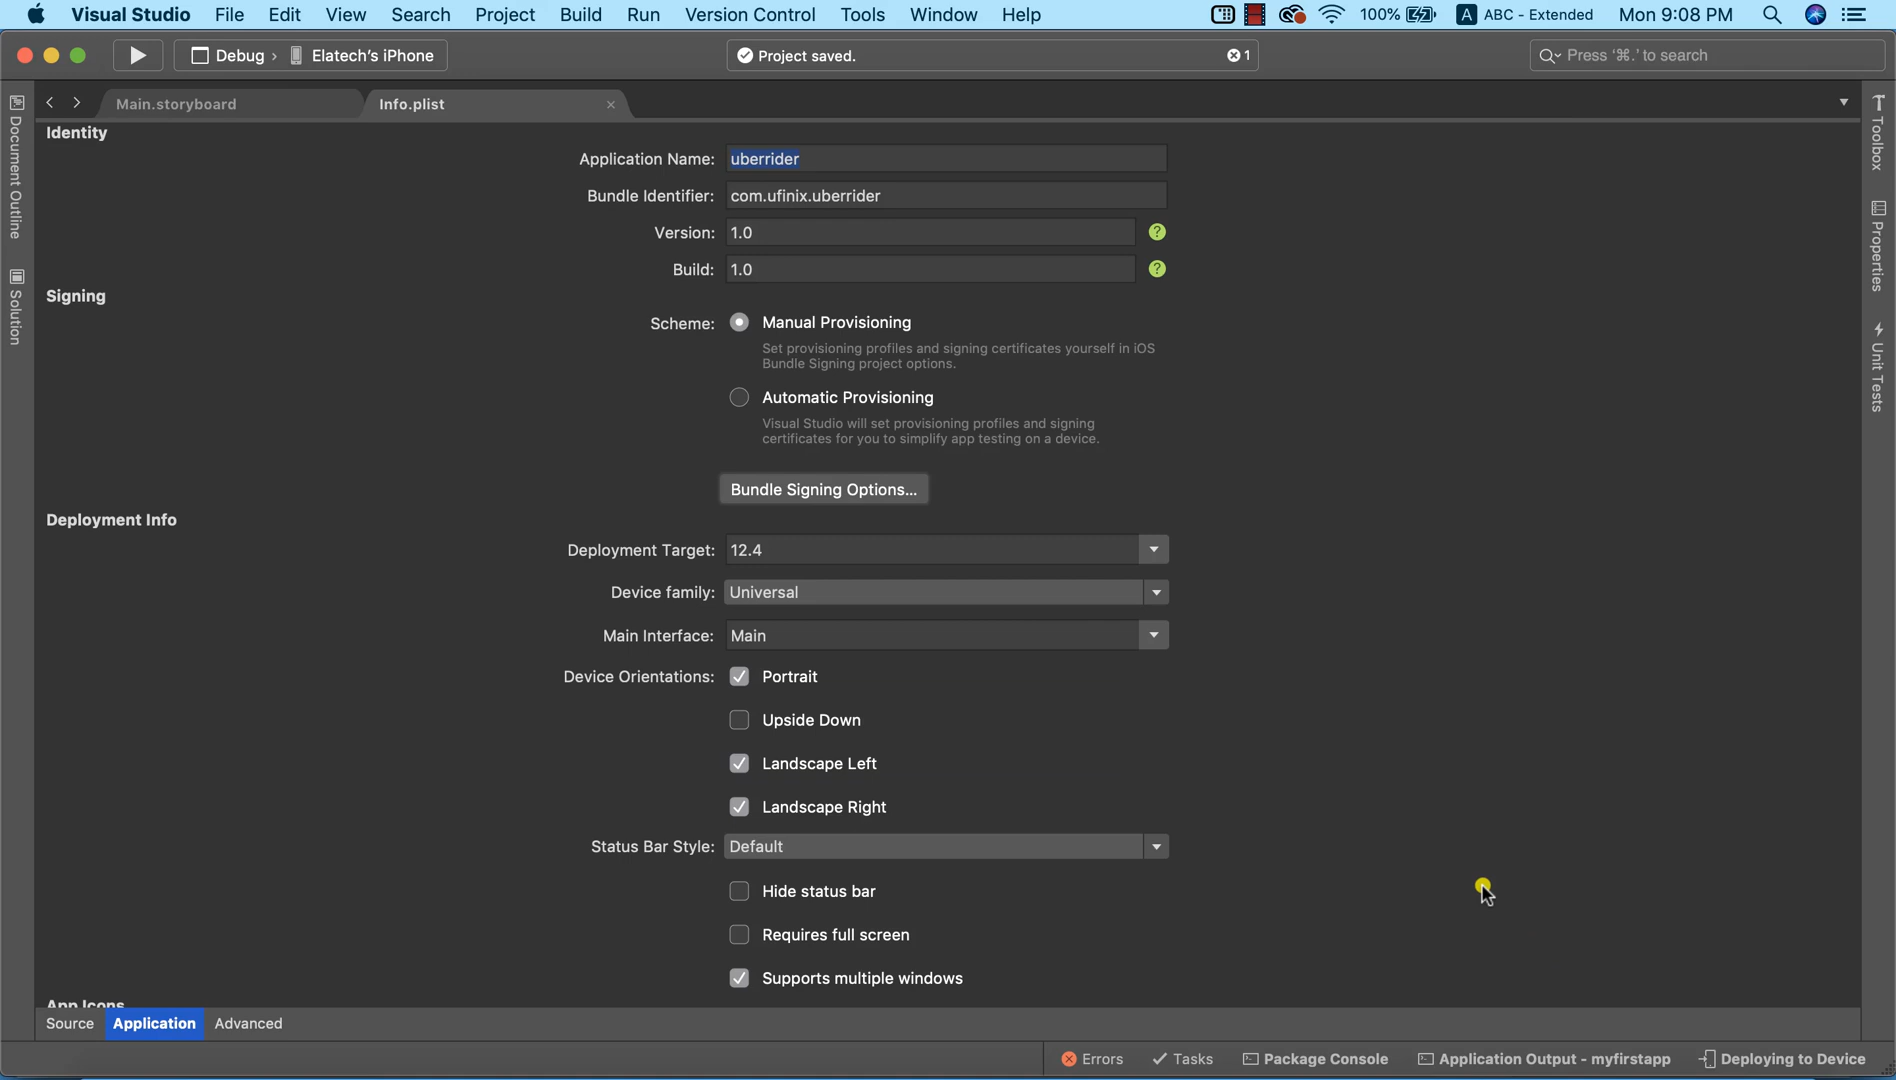 Visual Studio File Edit View Search Project Build Run Version Control Tools Window Help 100% A ABC - Extended Mon 9:08 PM
Debug › Elatech's iPhone Project saved. 1 Press '⌘.' to search
Main.storyboard Info.plist
Document Outline
Solution
Toolbox
Properties
Unit Tests
Identity
Application Name: uberrider
Bundle Identifier: com.ufinix.uberrider
Version: 1.0 ?
Build: 1.0 ?
Signing
Scheme: Manual Provisioning
Set provisioning profiles and signing certificates yourself in iOS
Bundle Signing project options.
Automatic Provisioning
Visual Studio will set provisioning profiles and signing
certificates for you to simplify app testing on a device.
Bundle Signing Options...
Deployment Info
Deployment Target: 12.4
Device family: Universal
Main Interface: Main
Device Orientations: Portrait
Upside Down
Landscape Left
Landscape Right
Status Bar Style: Default
Hide status bar
Requires full screen
Supports multiple windows
App Icons
Source Application Advanced
Errors Tasks Package Console Application Output - myfirstapp Deploying to Device